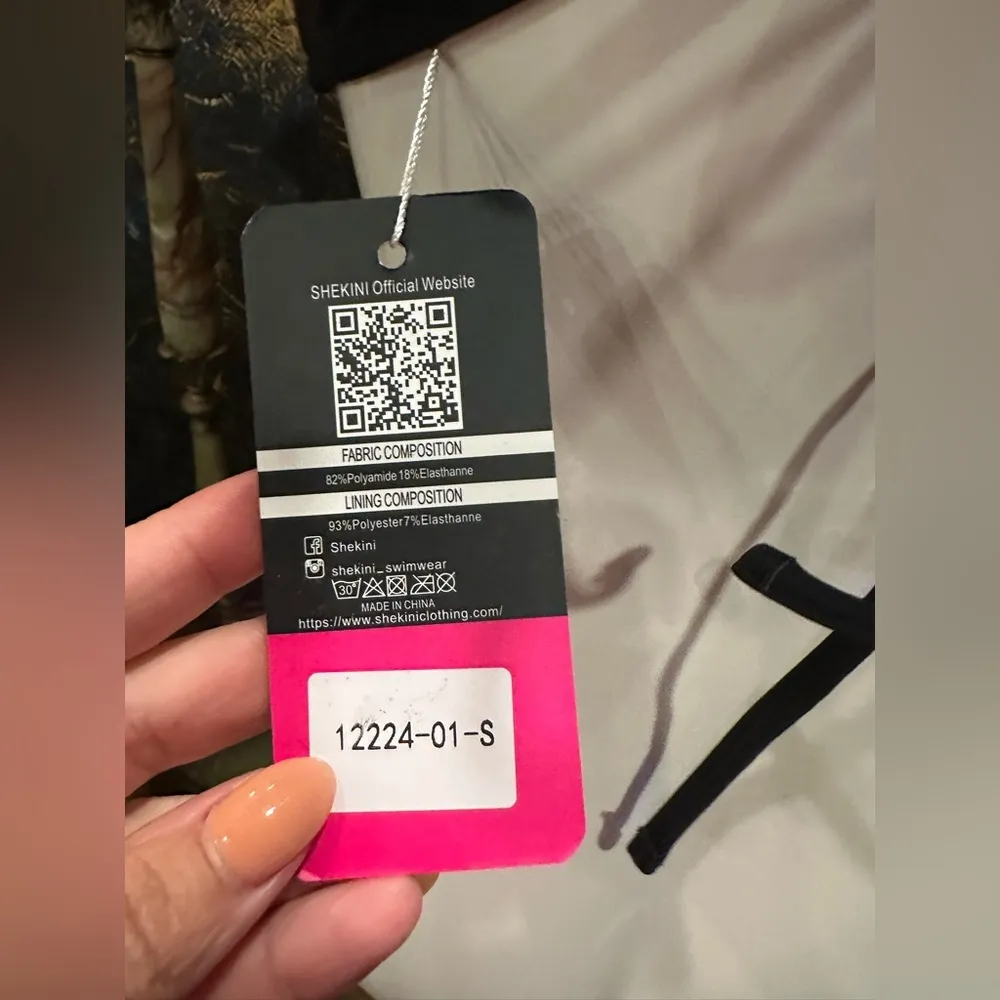 SHEKINI Official Website
FABRIC COMPOSITION
82%Polyamide 18%Elasthanne
LINING COMPOSITION
93%Polyester7%Elasthanne
Shekini
shekini_swimwear
30°
MADE IN CHINA
https://www.shekiniclothing.com/
12224-01-S